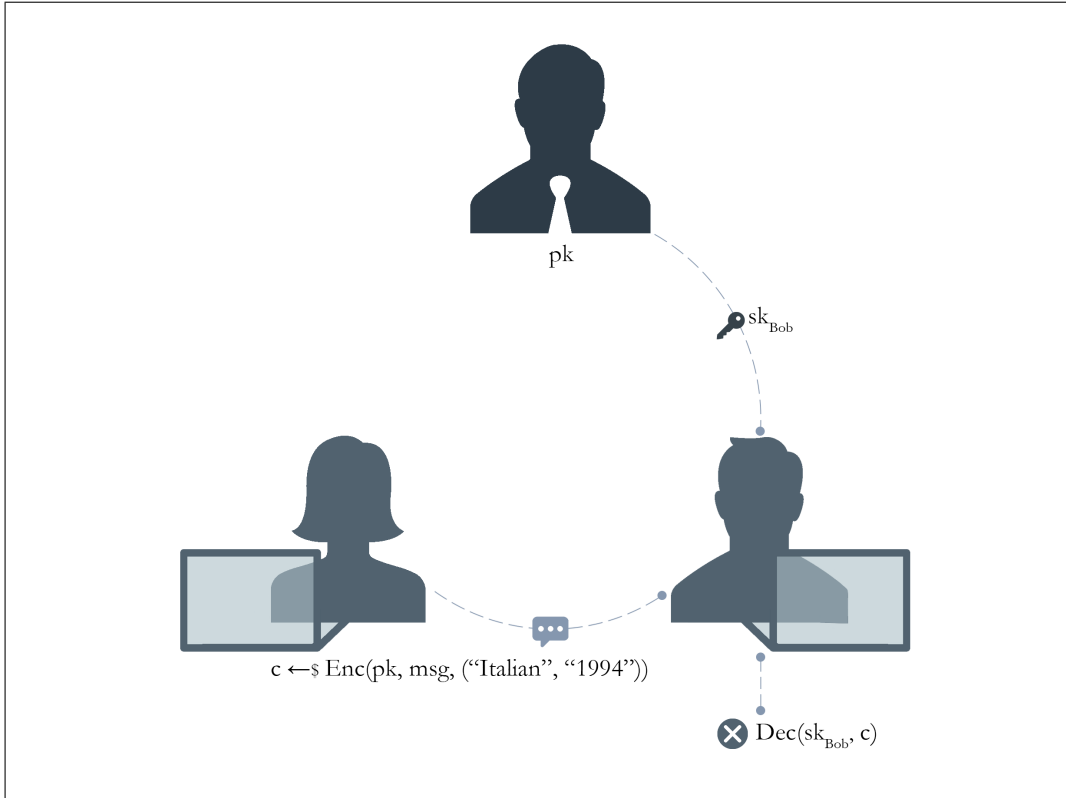 pk
sk_Bob
c ←$ Enc(pk, msg, (“Italian”, “1994”))
Dec(sk_Bob, c)